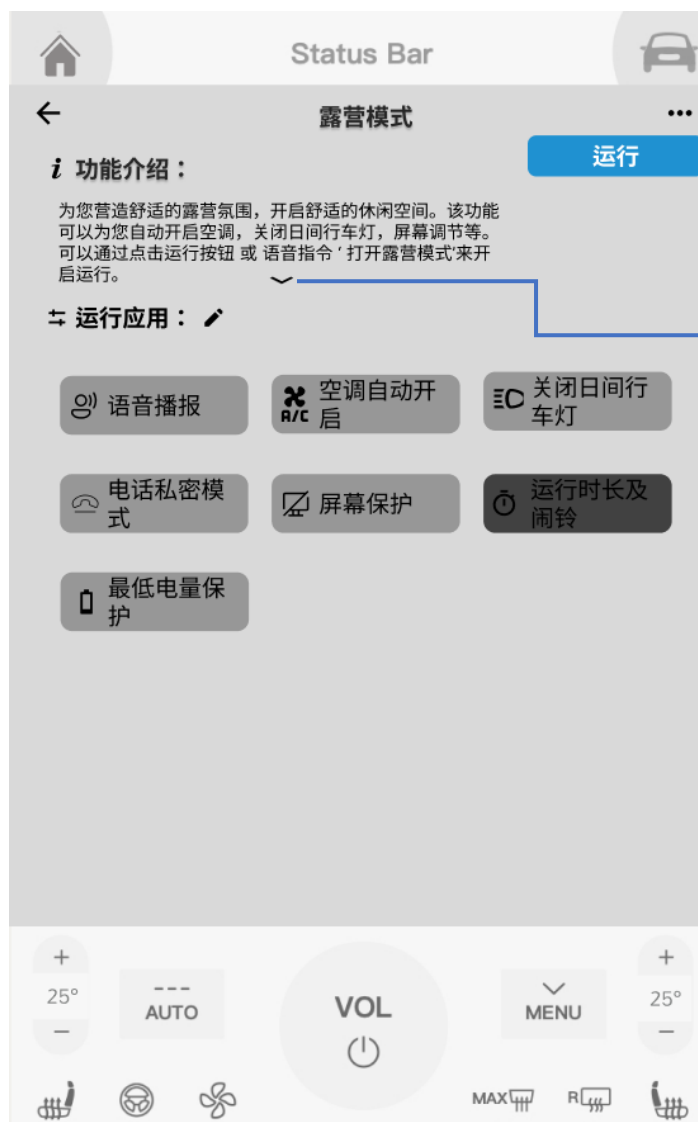 Status Bar
露营模式
运行
i 功能介绍：
为您营造舒适的露营氛围，开启舒适的休闲空间。该功能
可以为您自动开启空调，关闭日间行车灯，屏幕调节等。
可以通过点击运行按钮 或 语音指令 ‘ 打开露营模式’来开
启运行。
运行应用：
语音播报
A/C
空调自动开
启
关闭日间行
车灯
电话私密模
式
屏幕保护
运行时长及
闹铃
最低电量保
护
+
25°
−
AUTO
VOL
MENU
+
25°
−
MAX
R